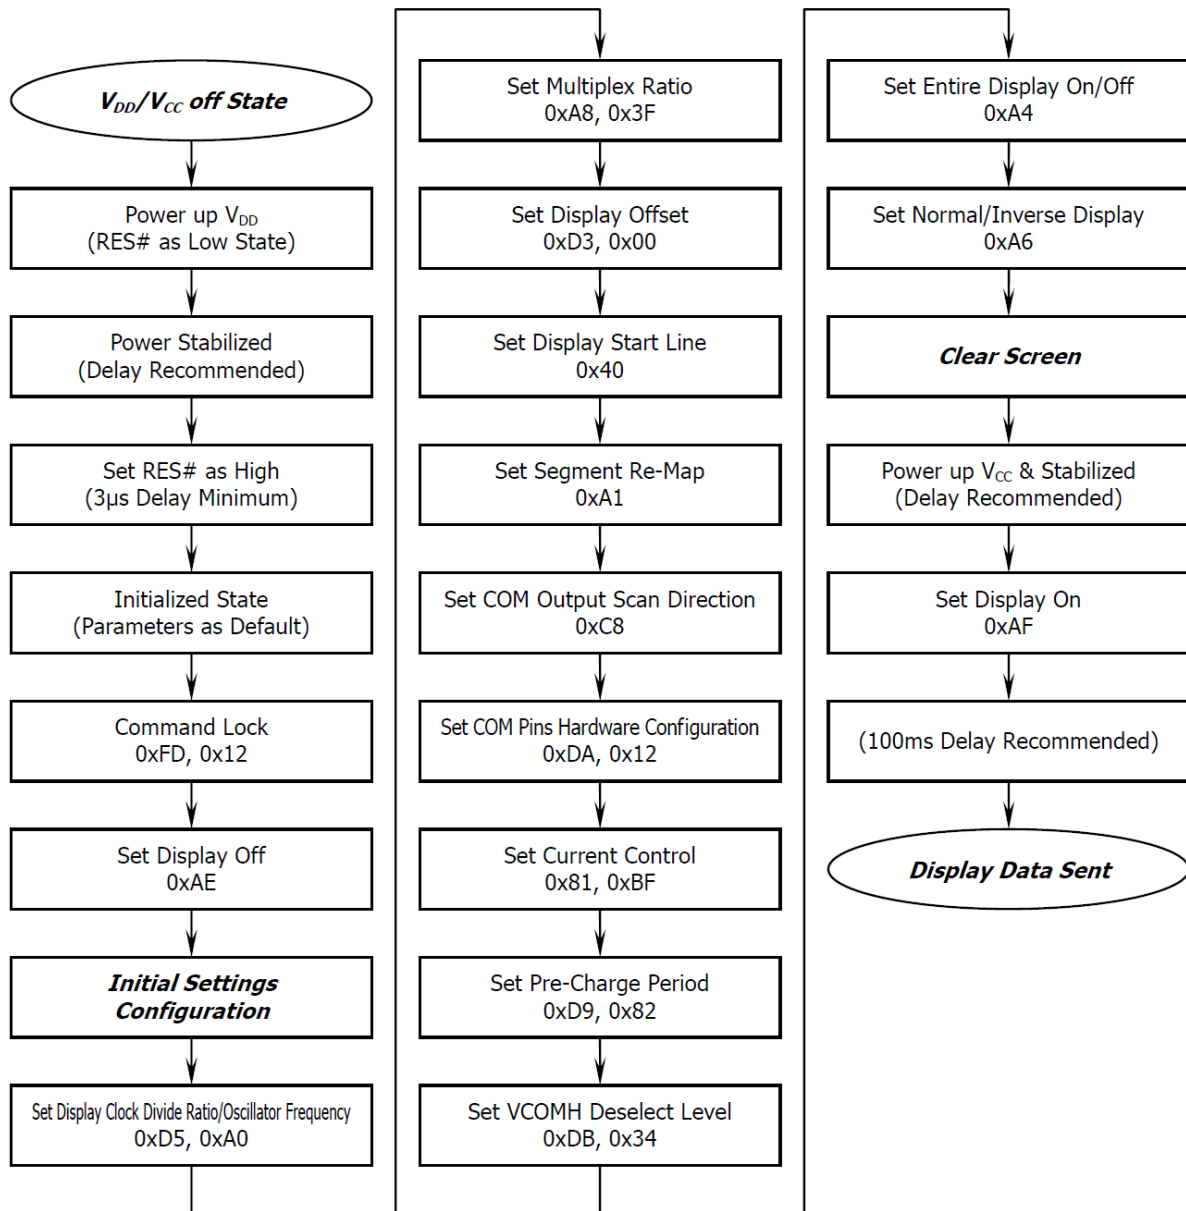 V_DD/V_CC off State
Power up V_DD
(RES# as Low State)
Power Stabilized
(Delay Recommended)
Set RES# as High
(3μs Delay Minimum)
Initialized State
(Parameters as Default)
Command Lock
0xFD, 0x12
Set Display Off
0xAE
Initial Settings
Configuration
Set Display Clock Divide Ratio/Oscillator Frequency
0xD5, 0xA0
Set Multiplex Ratio
0xA8, 0x3F
Set Display Offset
0xD3, 0x00
Set Display Start Line
0x40
Set Segment Re-Map
0xA1
Set COM Output Scan Direction
0xC8
Set COM Pins Hardware Configuration
0xDA, 0x12
Set Current Control
0x81, 0xBF
Set Pre-Charge Period
0xD9, 0x82
Set VCOMH Deselect Level
0xDB, 0x34
Set Entire Display On/Off
0xA4
Set Normal/Inverse Display
0xA6
Clear Screen
Power up V_CC & Stabilized
(Delay Recommended)
Set Display On
0xAF
(100ms Delay Recommended)
Display Data Sent